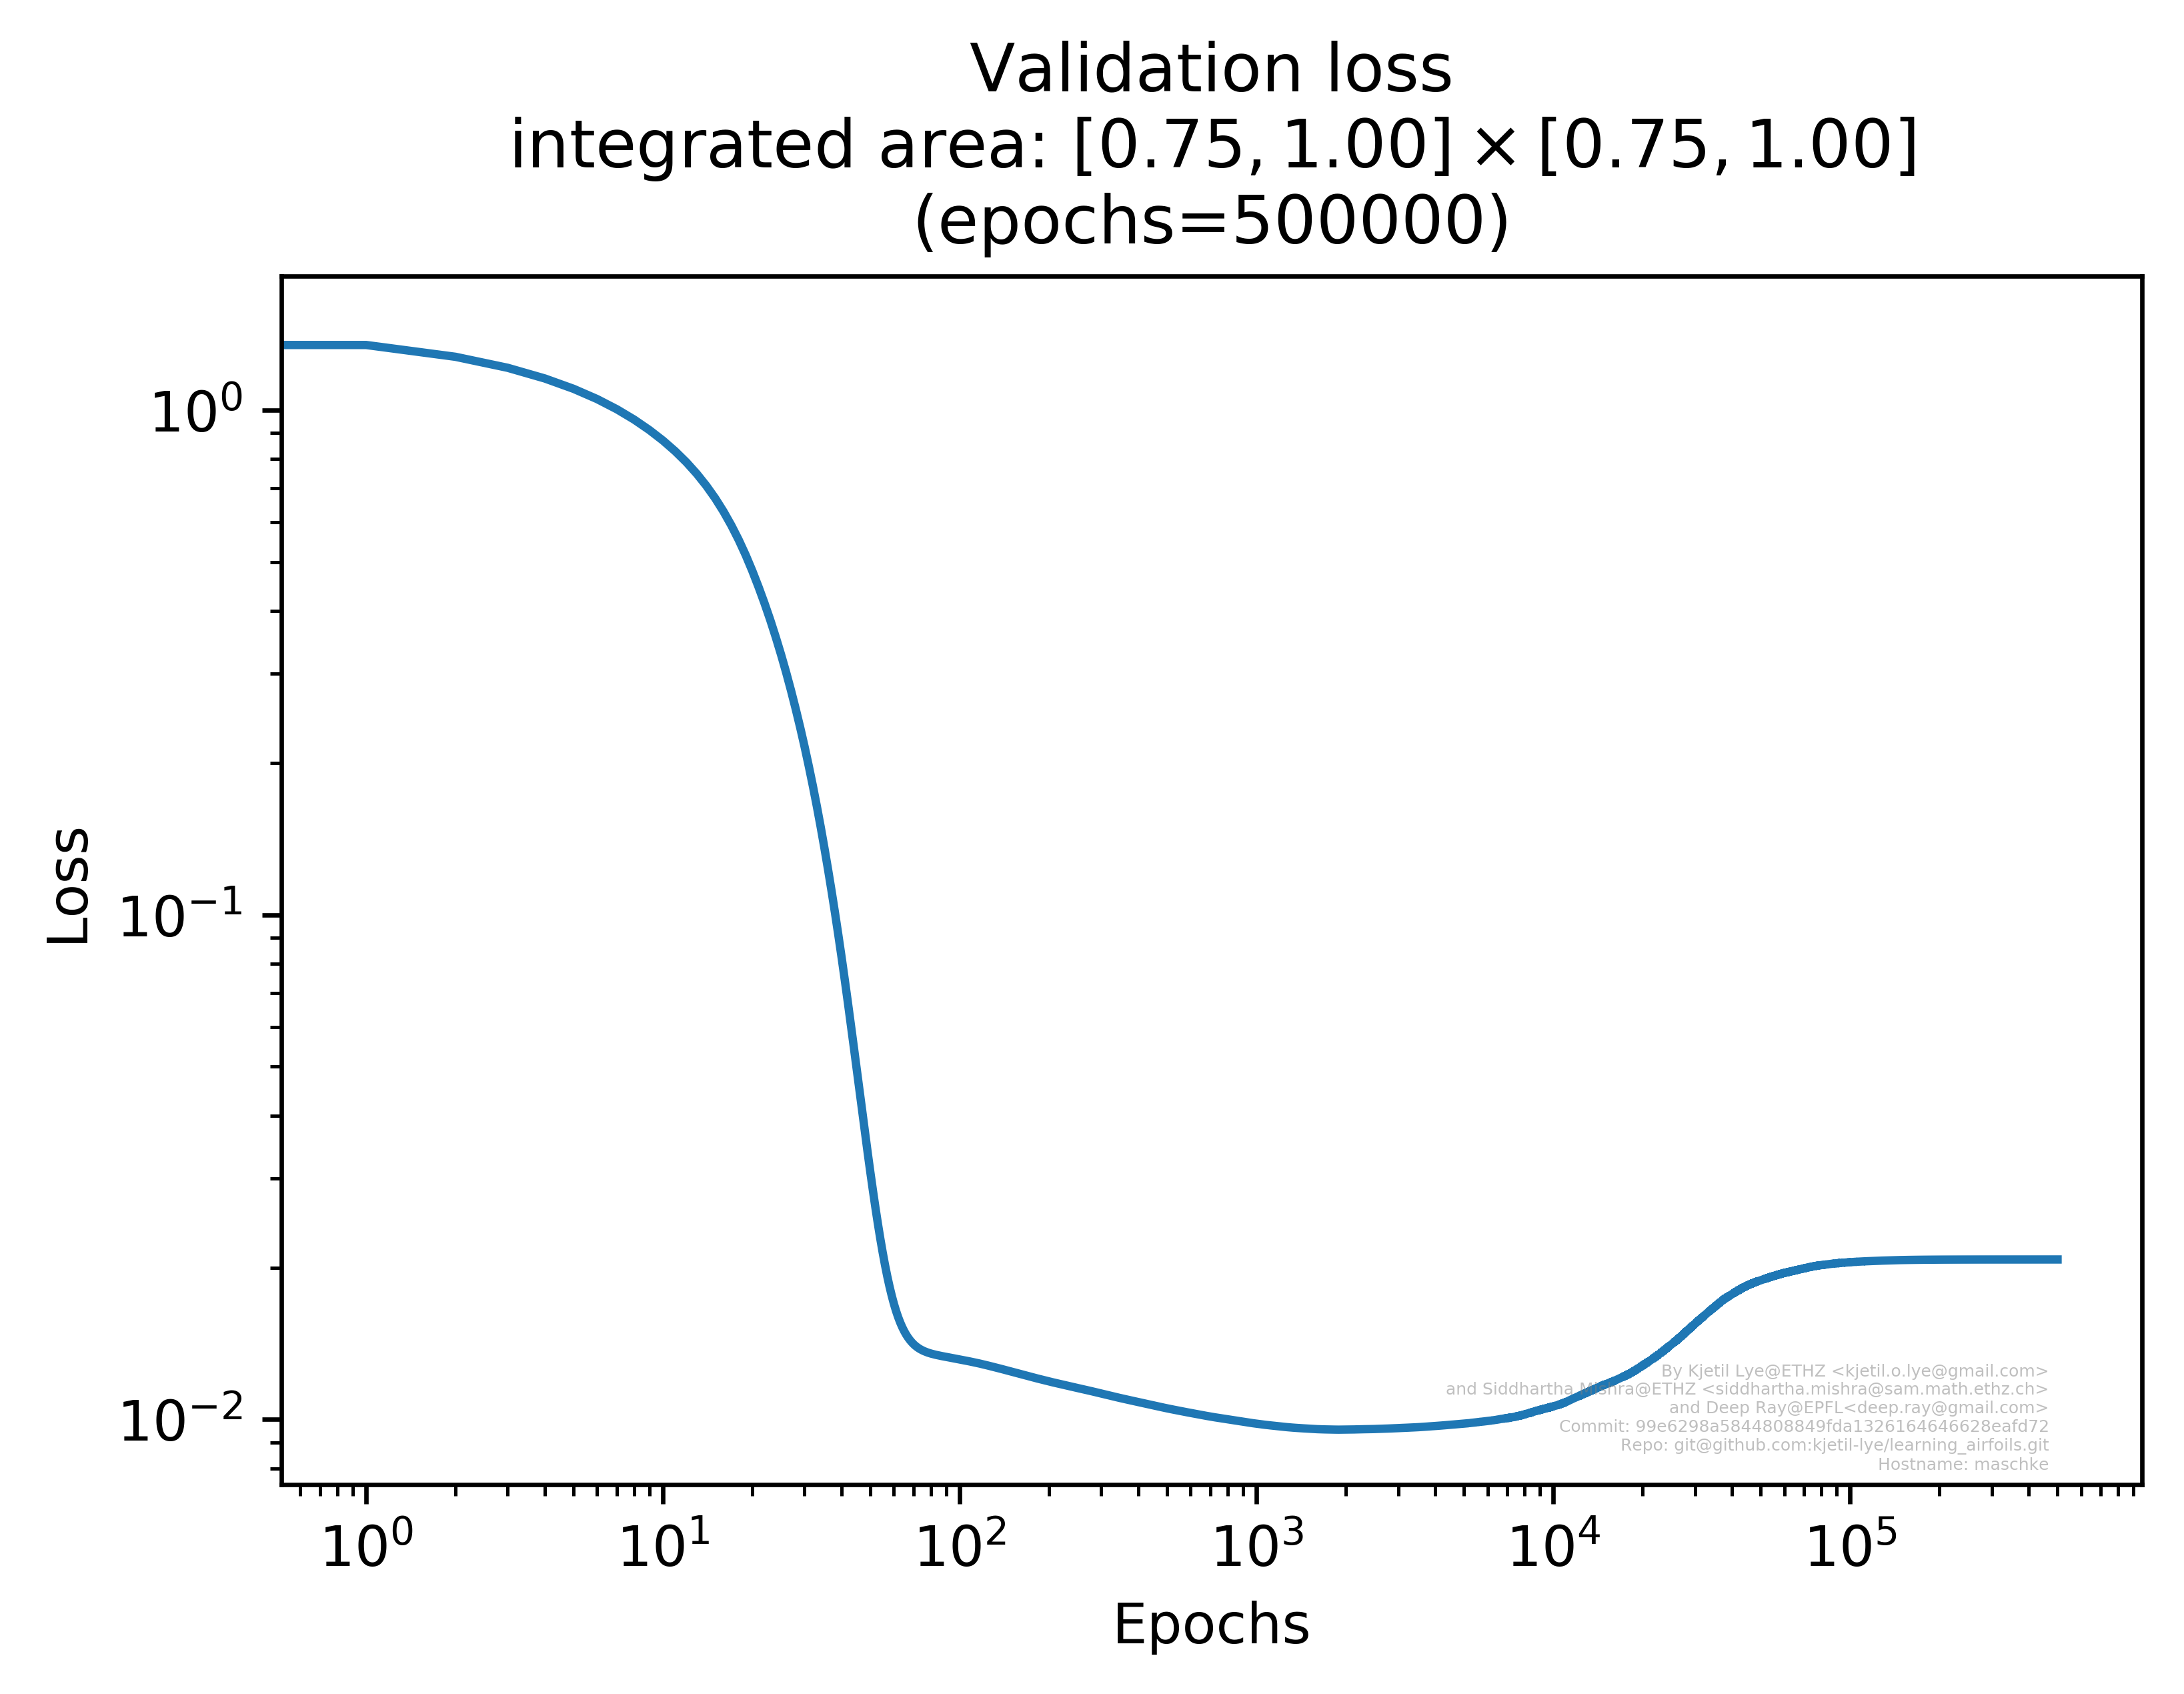 Validation loss
integrated area: [0.75, 1.00] × [0.75, 1.00]
(epochs=500000)
Loss
10⁰
10⁻¹
10⁻²
10⁰ 10¹ 10² 10³ 10⁴ 10⁵
Epochs
By Kjetil Lye@ETHZ <kjetil.o.lye@gmail.com>
and Siddhartha Mishra@ETHZ <siddhartha.mishra@sam.math.ethz.ch>
and Deep Ray@EPFL<deep.ray@gmail.com>
Commit: 99e6298a5844808849fda1326164646628eafd72
Repo: git@github.com:kjetil-lye/learning_airfoils.git
Hostname: maschke